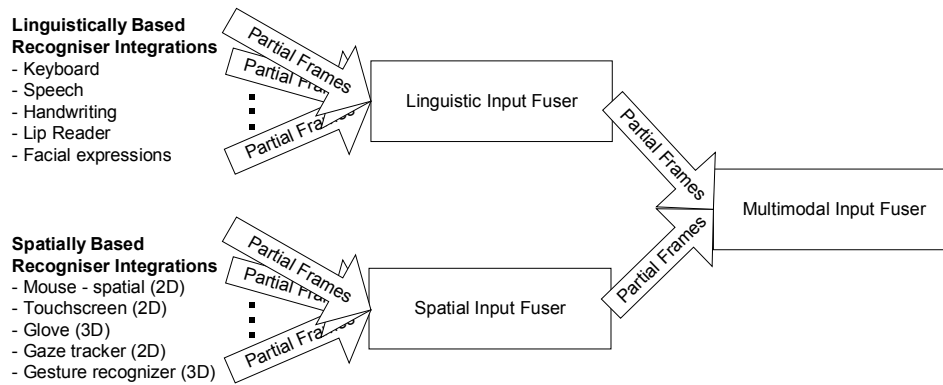 Linguistically Based
Recogniser Integrations
- Keyboard
- Speech
- Handwriting
- Lip Reader
- Facial expressions
Partial Frames
Partial Fram
Partial Frames
Linguistic Input Fuser
Partial Frames
Multimodal Input Fuser
Partial Frames
Spatially Based
Recogniser Integrations
- Mouse - spatial (2D)
- Touchscreen (2D)
- Glove (3D)
- Gaze tracker (2D)
- Gesture recognizer (3D)
Partial Frames
Partial Fram
Partial Frames
Spatial Input Fuser